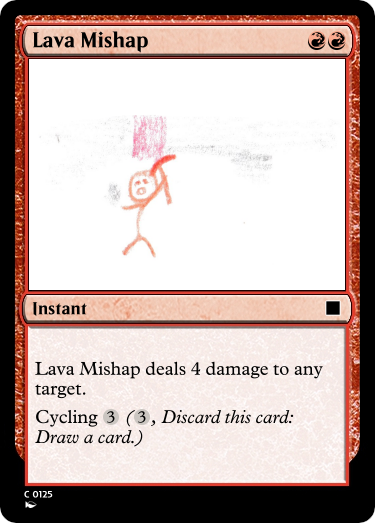 Lava Mishap
Instant
Lava Mishap deals 4 damage to any
target.
Cycling 3 (3, Discard this card:
Draw a card.)
C 0125